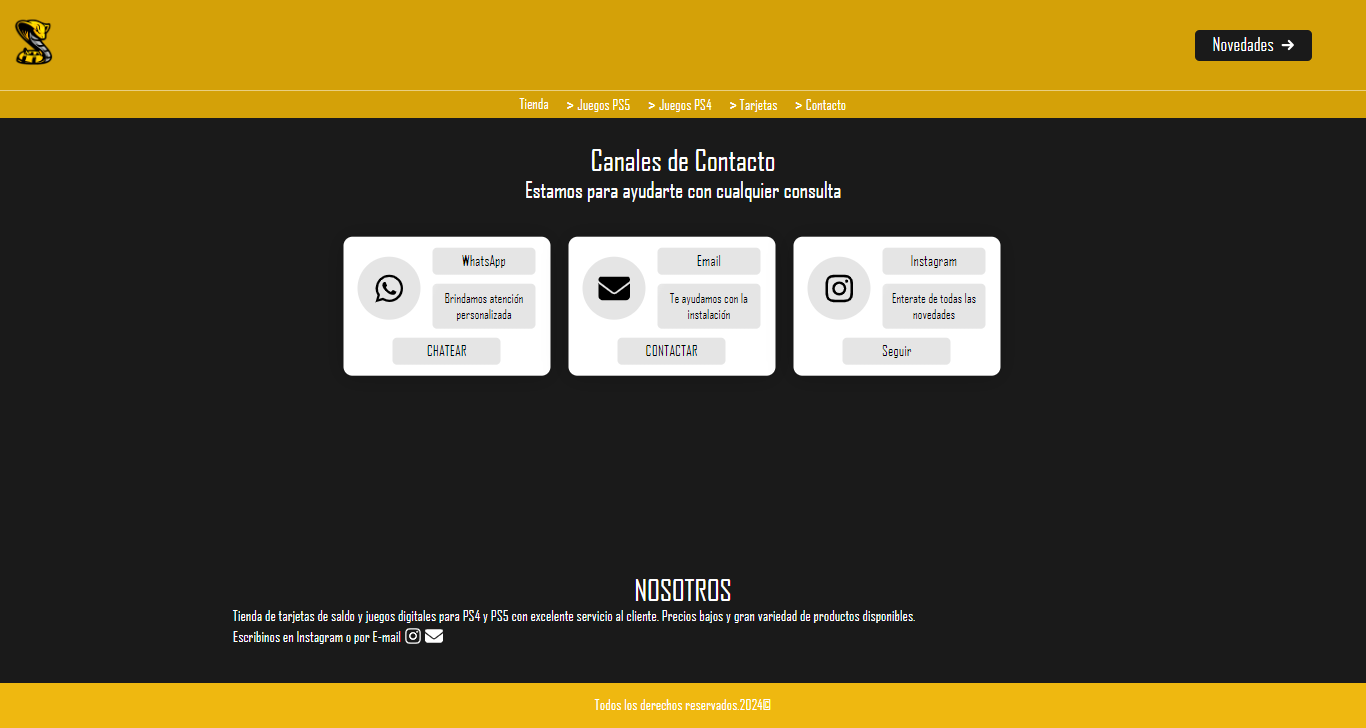 Novedades
Tienda > Juegos PS5 > Juegos PS4 > Tarjetas > Contacto
Canales de Contacto
Estamos para ayudarte con cualquier consulta
WhatsApp
Brindamos atención
personalizada
CHATEAR
Email
Te ayudamos con la
instalación
CONTACTAR
Instagram
Enterate de todas las
novedades
Seguir
NOSOTROS
Tienda de tarjetas de saldo y juegos digitales para PS4 y PS5 con excelente servicio al cliente. Precios bajos y gran variedad de productos disponibles.
Escribinos en Instagram o por E-mail
Todos los derechos reservados.2024©